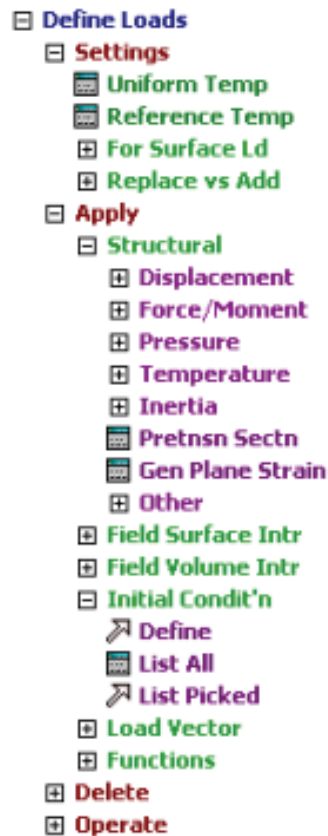 Define Loads
Settings
Uniform Temp
Reference Temp
For Surface Ld
Replace vs Add
Apply
Structural
Displacement
Force/Moment
Pressure
Temperature
Inertia
Pretnsn Sectn
Gen Plane Strain
Other
Field Surface Intr
Field Volume Intr
Initial Condit'n
Define
List All
List Picked
Load Vector
Functions
Delete
Operate